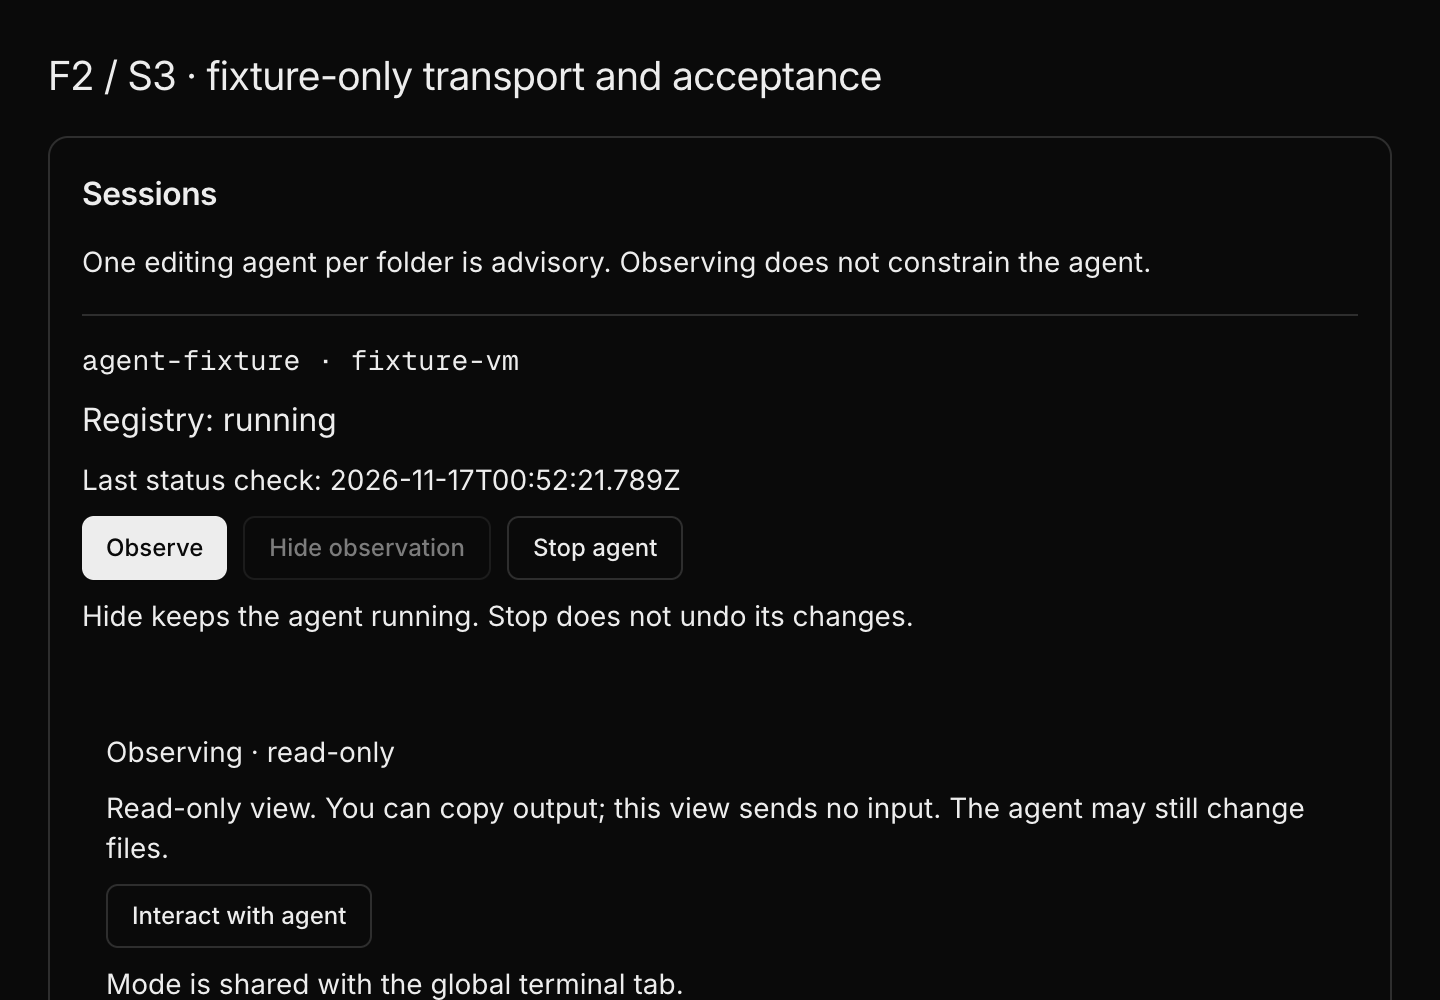 F2 / S3 · fixture-only transport and acceptance
Sessions
One editing agent per folder is advisory. Observing does not constrain the agent.
agent-fixture · fixture-vm
Registry: running
Last status check: 2026-11-17T00:52:21.789Z
Observe Hide observation Stop agent
Hide keeps the agent running. Stop does not undo its changes.
Observing · read-only
Read-only view. You can copy output; this view sends no input. The agent may still change
files.
Interact with agent
Mode is shared with the global terminal tab.